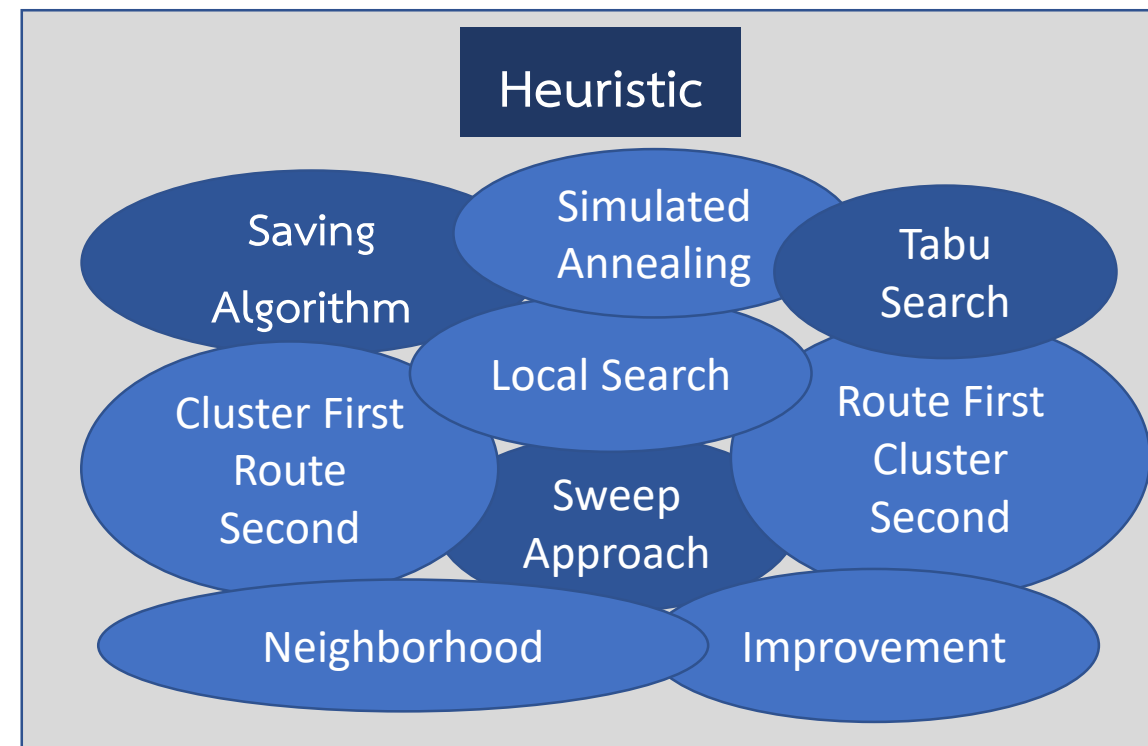 Heuristic
Saving
Algorithm
Simulated
Annealing
Tabu
Search
Local Search
Cluster First
Route
Second
Route First
Cluster
Second
Sweep
Approach
Neighborhood
Improvement